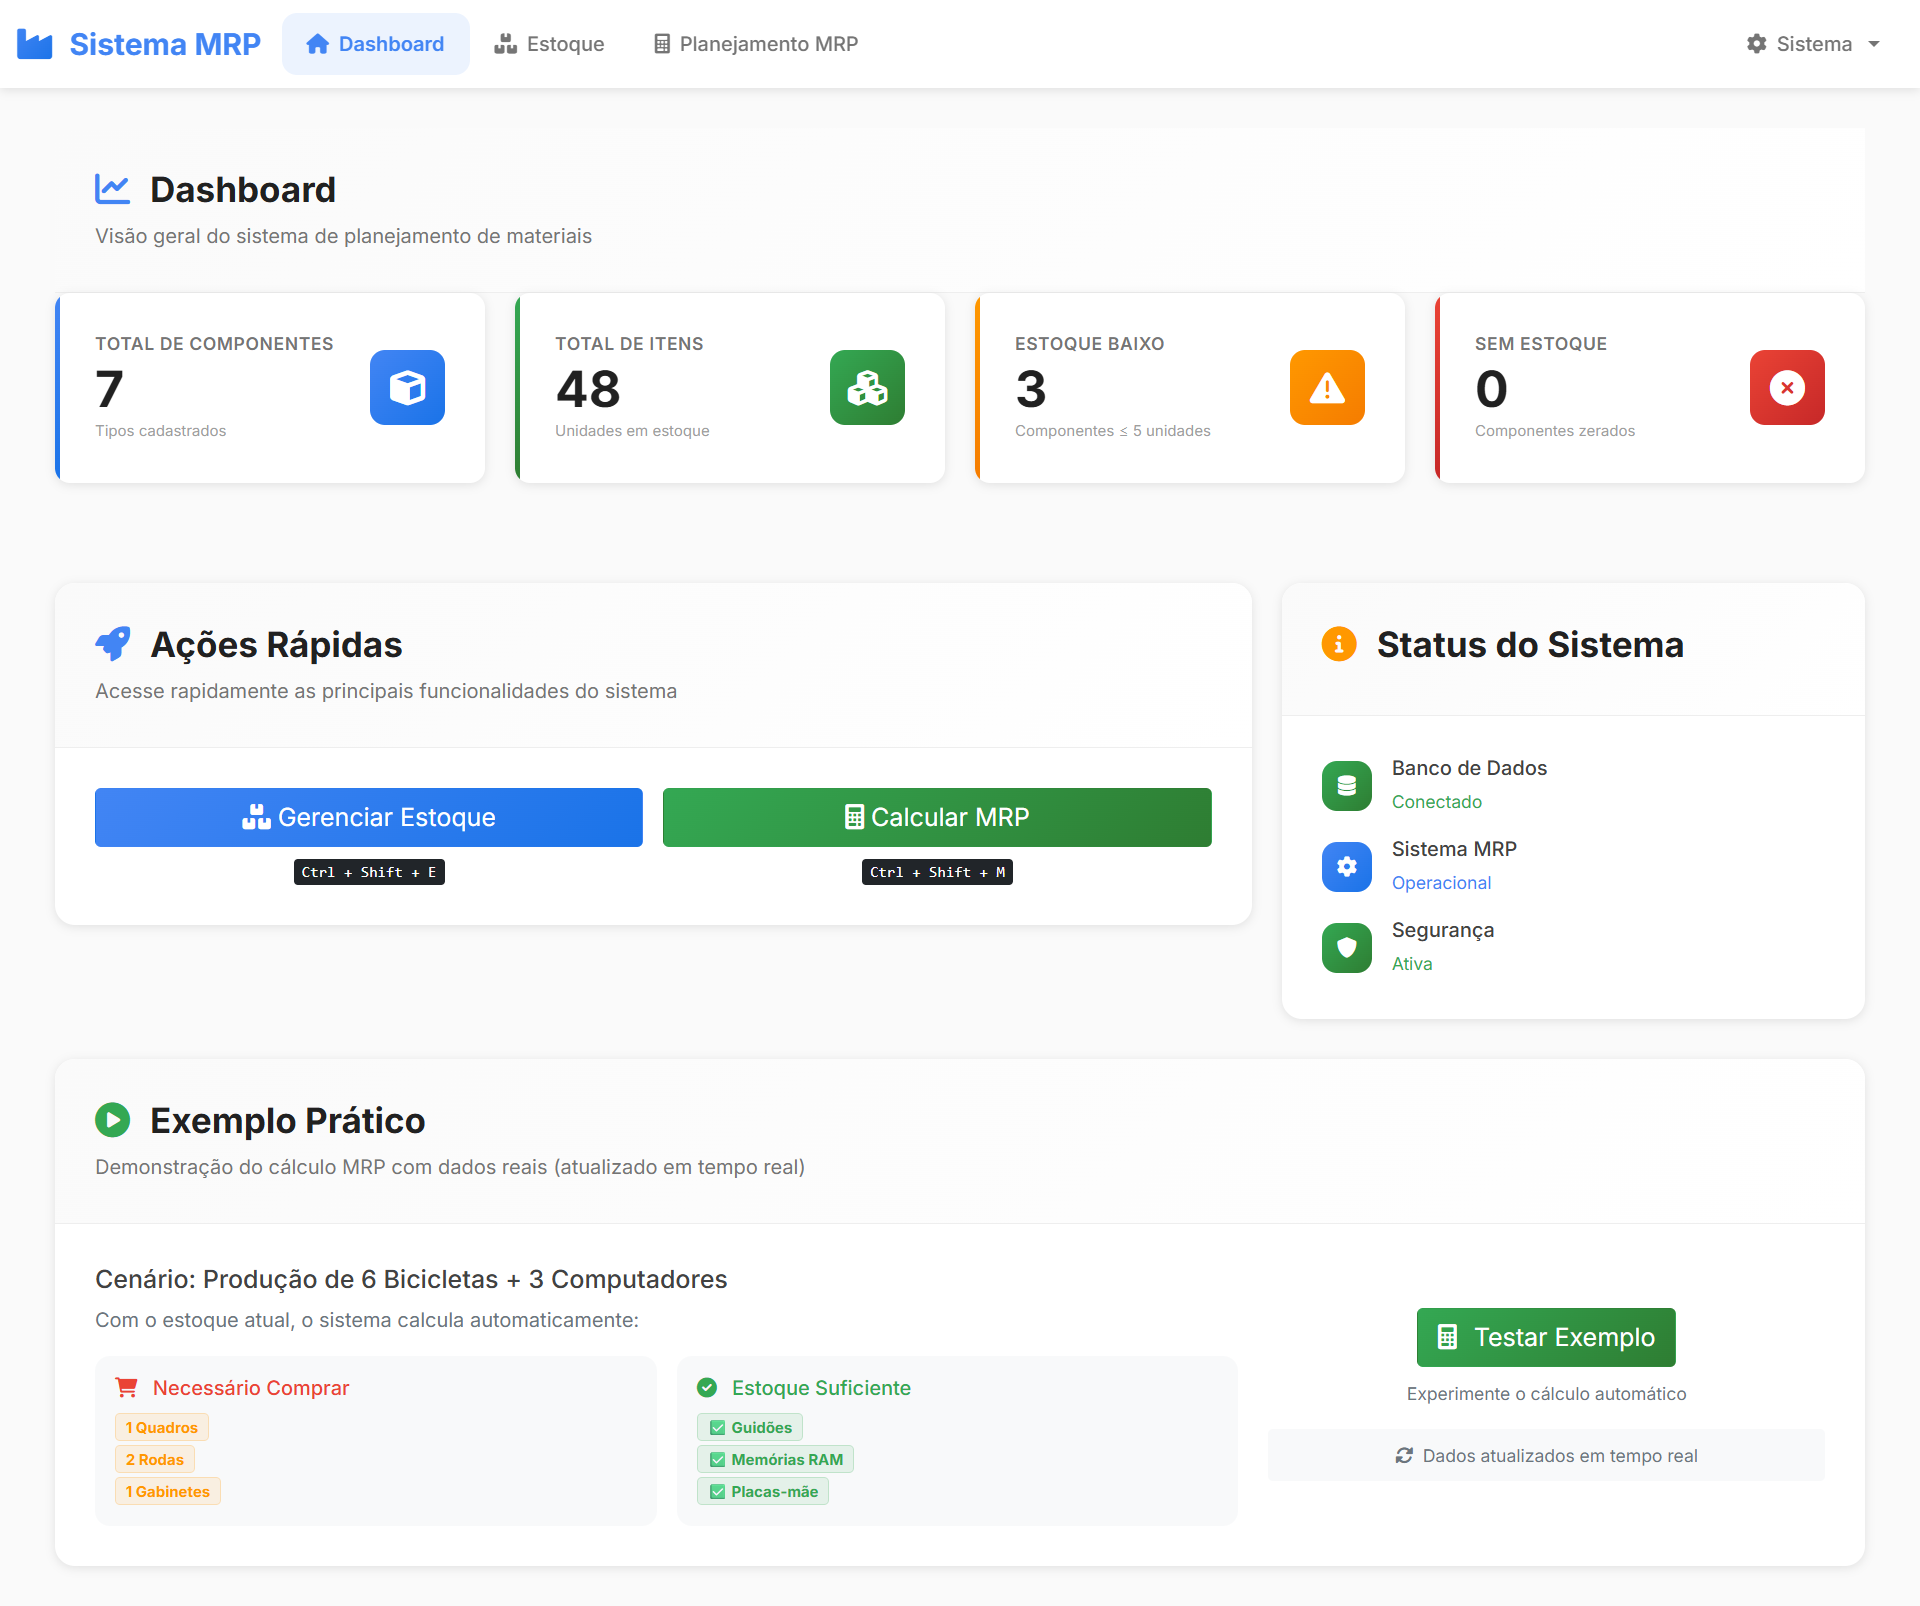 Sistema MRP
Dashboard
Estoque
Planejamento MRP
Sistema
Dashboard
Visão geral do sistema de planejamento de materiais
TOTAL DE COMPONENTES
7
Tipos cadastrados
TOTAL DE ITENS
48
Unidades em estoque
ESTOQUE BAIXO
3
Componentes ≤ 5 unidades
SEM ESTOQUE
0
Componentes zerados
Ações Rápidas
Acesse rapidamente as principais funcionalidades do sistema
Gerenciar Estoque
Ctrl + Shift + E
Calcular MRP
Ctrl + Shift + M
Status do Sistema
Banco de Dados
Conectado
Sistema MRP
Operacional
Segurança
Ativa
Exemplo Prático
Demonstração do cálculo MRP com dados reais (atualizado em tempo real)
Cenário: Produção de 6 Bicicletas + 3 Computadores
Com o estoque atual, o sistema calcula automaticamente:
Necessário Comprar
1 Quadros
2 Rodas
1 Gabinetes
Estoque Suficiente
✅ Guidões
✅ Memórias RAM
✅ Placas-mãe
Testar Exemplo
Experimente o cálculo automático
Dados atualizados em tempo real